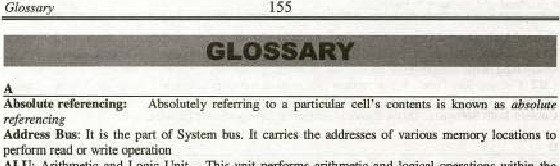 Glossary 155
GLOSSARY
A
Absolute referencing: Absolutely referring to a particular cell's contents is known as absolute
referencing
Address Bus: It is the part of System bus. It carries the addresses of various memory locations to
perform read or write operation
ALU: Arithmetic and Logic Unit. This unit performs arithmetic and logical operations within the